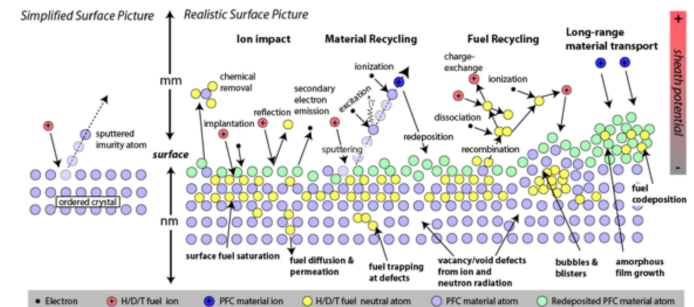 Simplified Surface Picture
Realistic Surface Picture
Ion impact
Material Recycling
Fuel Recycling
Long-range
material transport
+
sheath potential
-
mm
surface
nm
+
sputtered
imurity atom
ordered crystal
chemical
removal
implantation
+
reflection
+
secondary
electron
emission
ionization
+
excitation
+
sputtering
redeposition
charge-
exchange
+
+
ionization
+
dissociation
recombination
+
+
+
fuel
codeposition
surface fuel saturation
fuel diffusion &
permeation
fuel trapping
at defects
vacancy/void defects
from ion and
neutron radiation
bubbles &
blisters
amorphous
film growth
Electron
+ H/D/T fuel ion
+ PFC material ion
H/D/T fuel neutral atom
PFC material atom
Redeposited PFC material atom